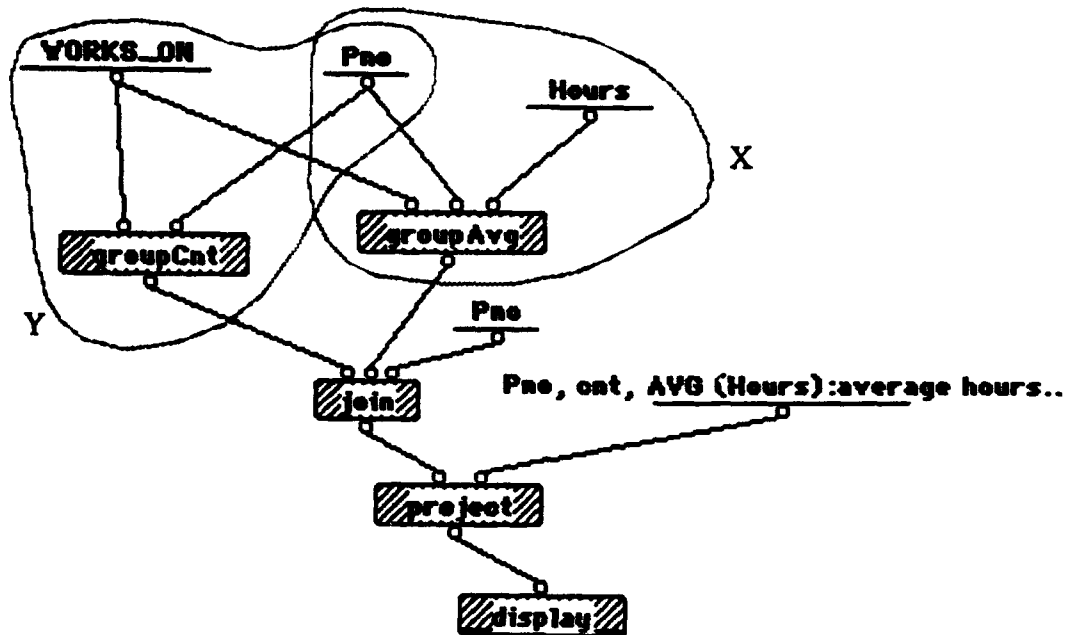 WORKS_ON
Pno
Hours
X
groupAvg
groupCnt
Pno
Y
join
Pno, cnt, AVG (Hours):average hours..
project
display